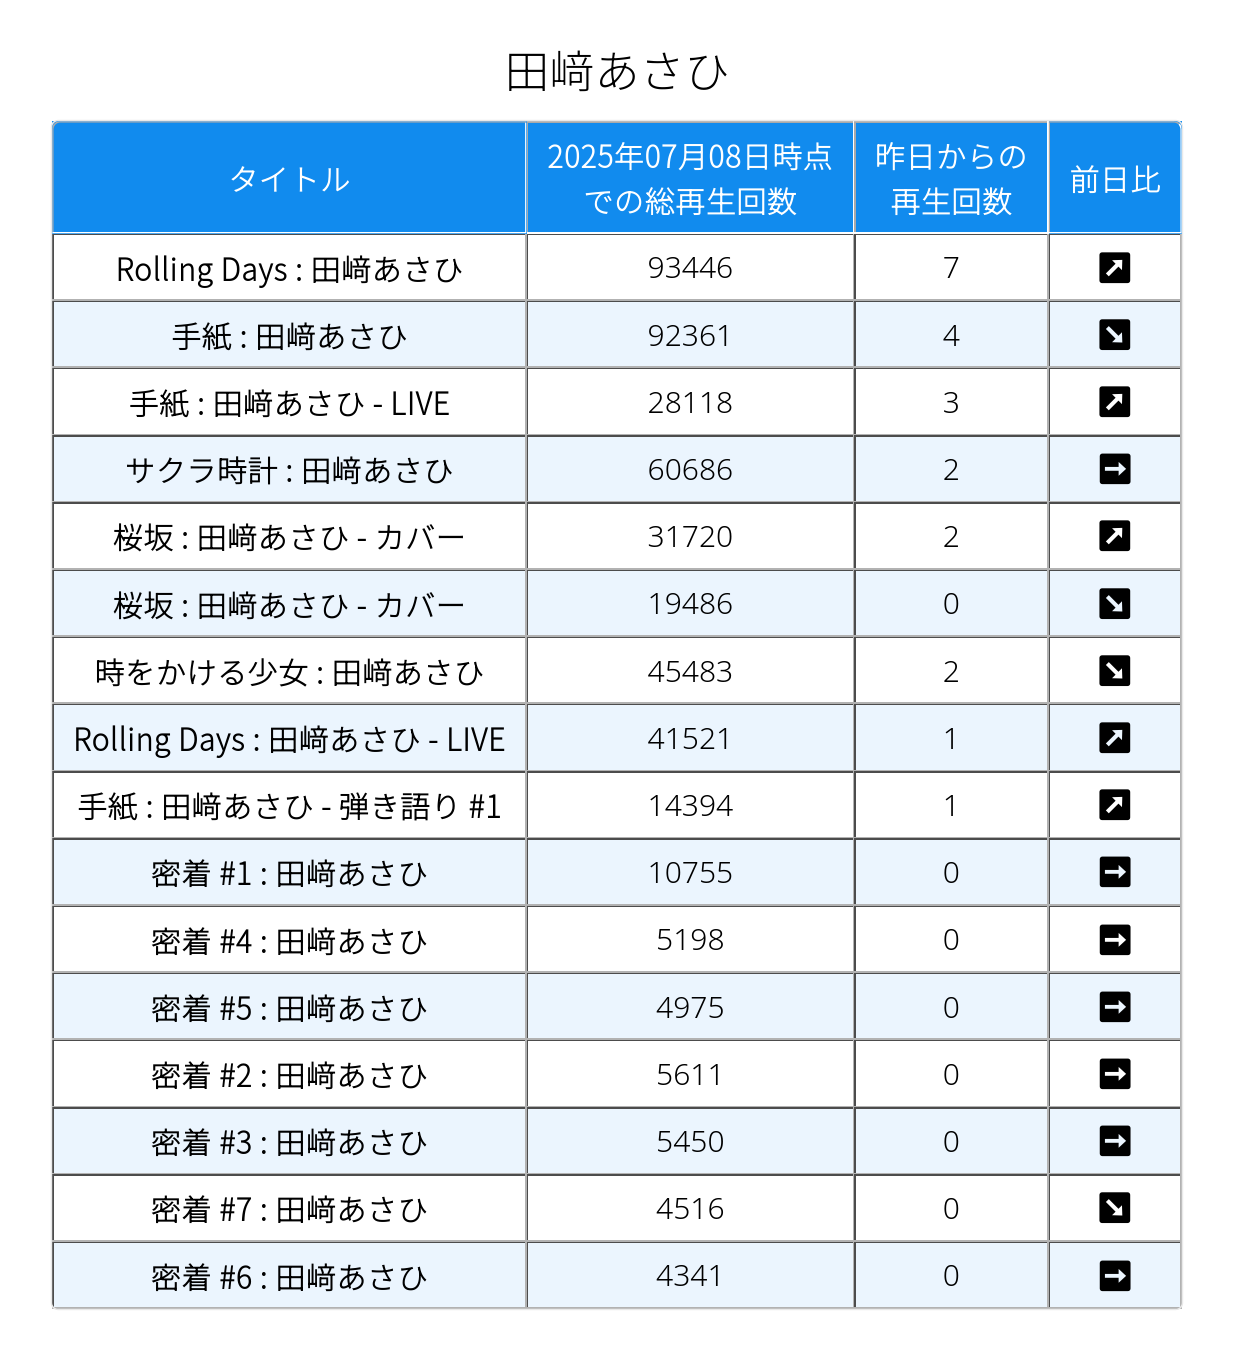 田﨑あさひ
タイトル 2025年07月08日時点での総再生回数 昨日からの再生回数 前日比
Rolling Days : 田﨑あさひ 93446 7 ↗
手紙 : 田﨑あさひ 92361 4 ↘
手紙 : 田﨑あさひ - LIVE 28118 3 ↗
サクラ時計 : 田﨑あさひ 60686 2 →
桜坂 : 田﨑あさひ - カバー 31720 2 ↗
桜坂 : 田﨑あさひ - カバー 19486 0 ↘
時をかける少女 : 田﨑あさひ 45483 2 ↘
Rolling Days : 田﨑あさひ - LIVE 41521 1 ↗
手紙 : 田﨑あさひ - 弾き語り #1 14394 1 ↗
密着 #1 : 田﨑あさひ 10755 0 →
密着 #4 : 田﨑あさひ 5198 0 →
密着 #5 : 田﨑あさひ 4975 0 →
密着 #2 : 田﨑あさひ 5611 0 →
密着 #3 : 田﨑あさひ 5450 0 →
密着 #7 : 田﨑あさひ 4516 0 ↘
密着 #6 : 田﨑あさひ 4341 0 →